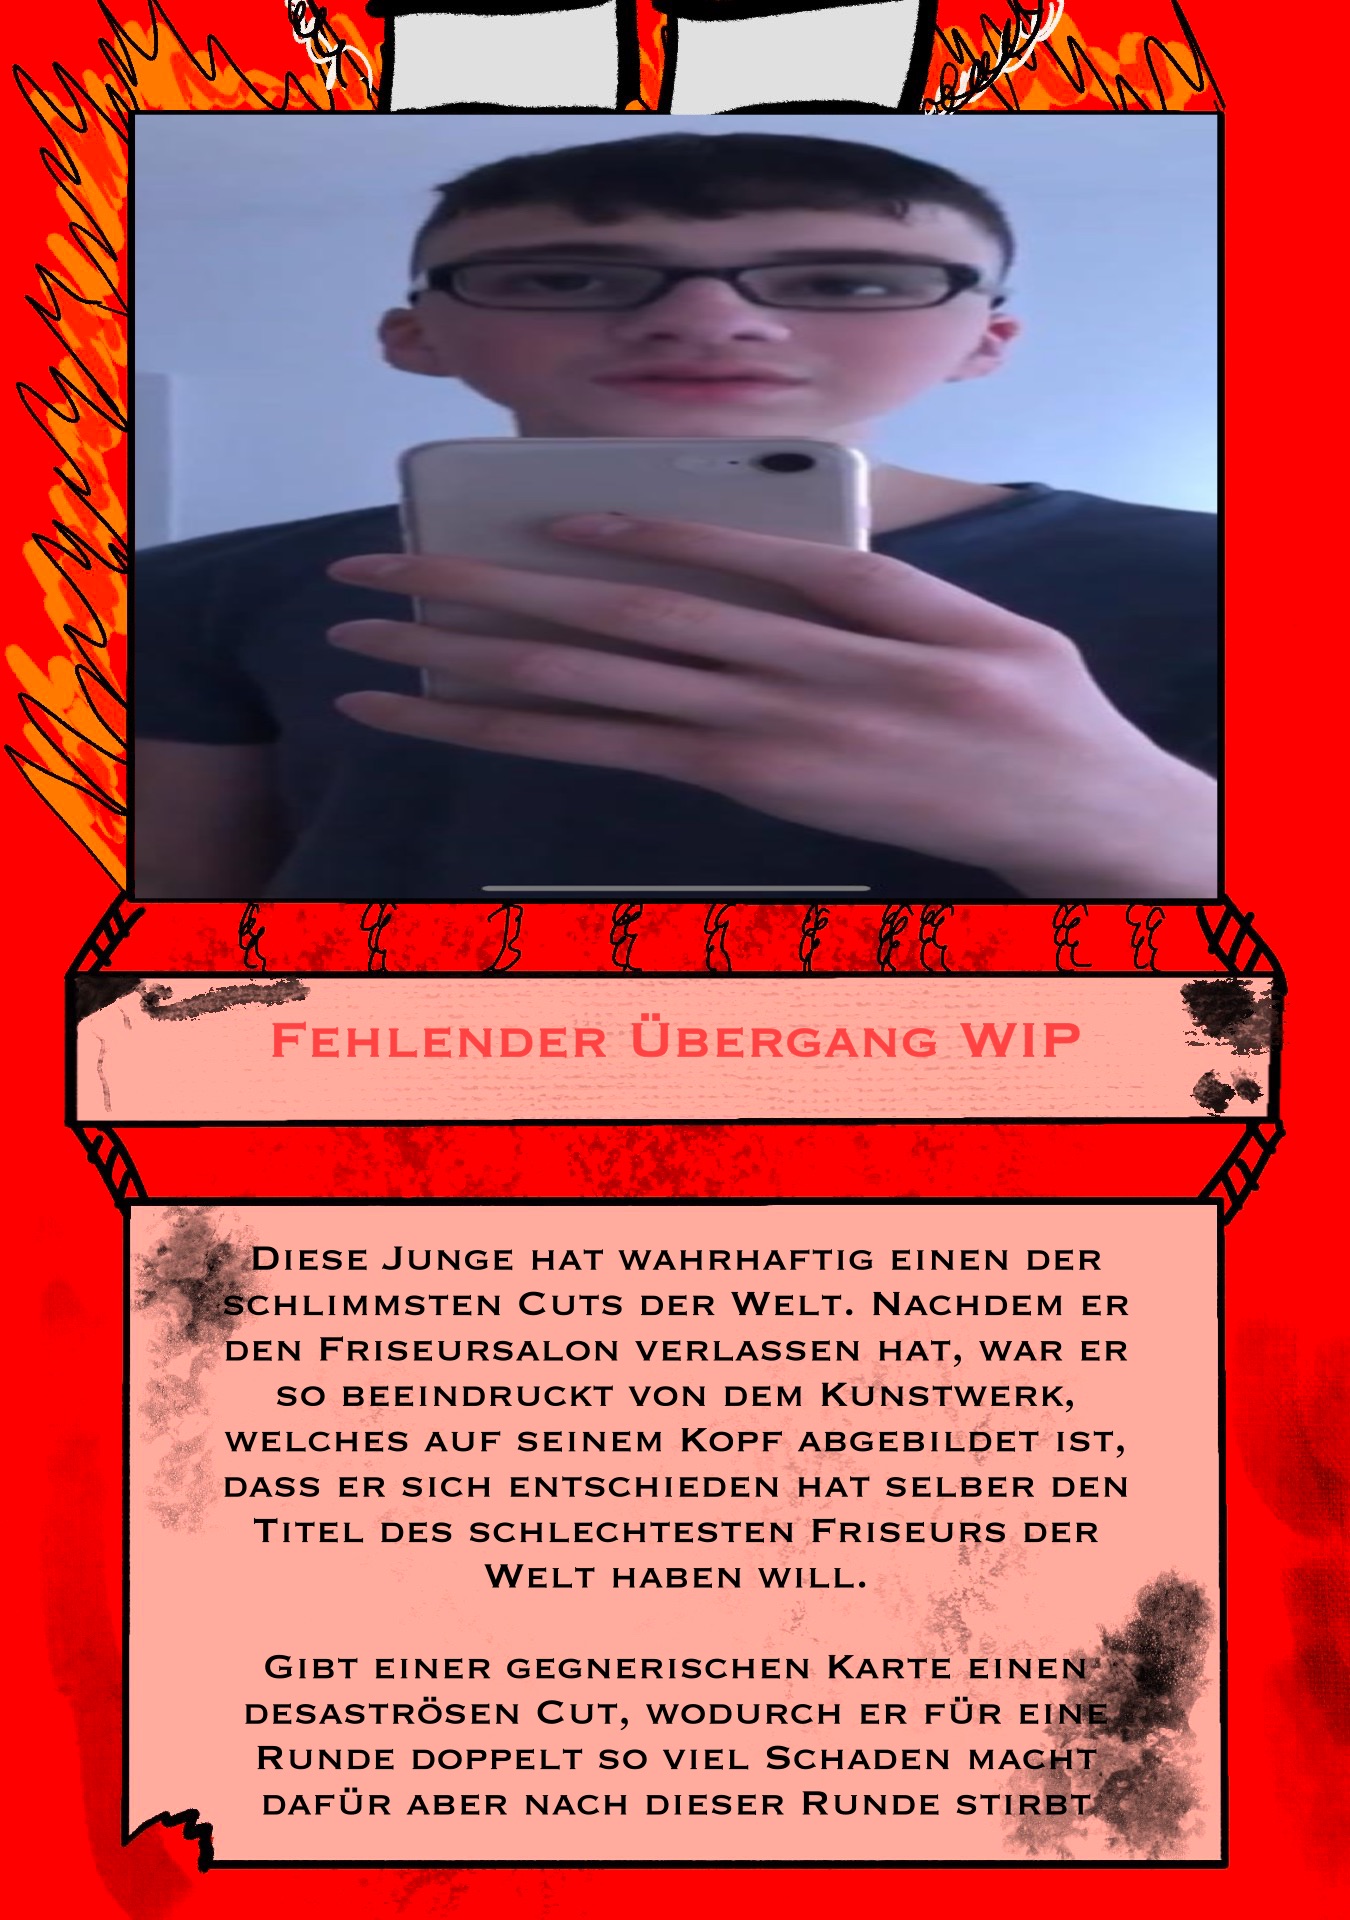 Fehlender Übergang WIP
Diese Junge hat wahrhaftig einen der
schlimmsten Cuts der Welt. Nachdem er
den Friseursalon verlassen hat, war er
so beeindruckt von dem Kunstwerk,
welches auf seinem Kopf abgebildet ist,
dass er sich entschieden hat selber den
Titel des schlechtesten Friseurs der
Welt haben will.
Gibt einer gegnerischen Karte einen
desaströsen Cut, wodurch er für eine
Runde doppelt so viel Schaden macht
dafür aber nach dieser Runde stirbt